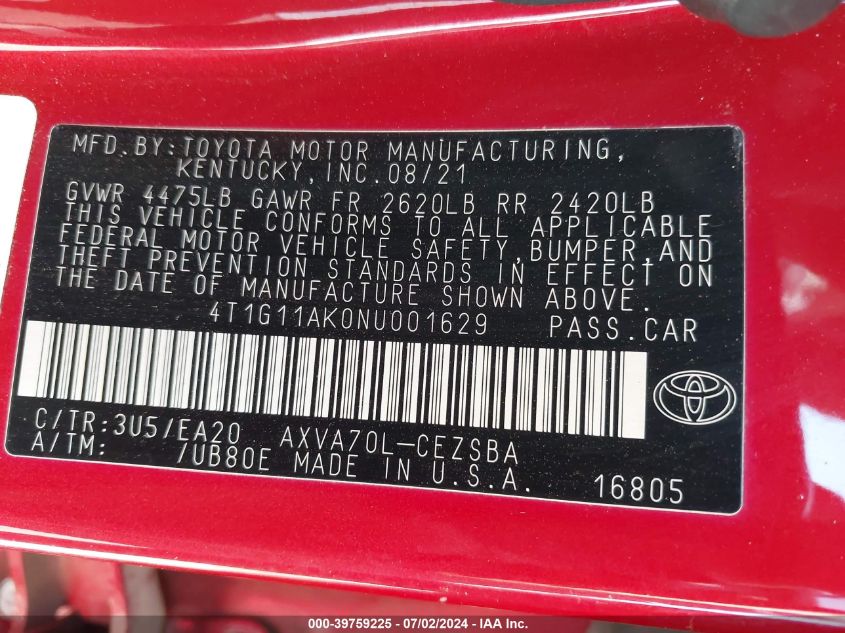 MFD. BY: TOYOTA MOTOR MANUFACTURING,
KENTUCKY, INC. 08/21
GVWR 4475LB GAWR FR 2620LB RR 2420LB
THIS VEHICLE CONFORMS TO ALL APPLICABLE
FEDERAL MOTOR VEHICLE SAFETY, BUMPER, AND
THEFT PREVENTION STANDARDS IN EFFECT ON
THE DATE OF MANUFACTURE SHOWN ABOVE.
4T1G11AK0NU001629 PASS. CAR
C/TR: 3U5/EA20 AXVA70L-CEZSBA
A/TM: /UB80E MADE IN U.S.A. 16805
000-39759225 - 07/02/2024 - IAA Inc.